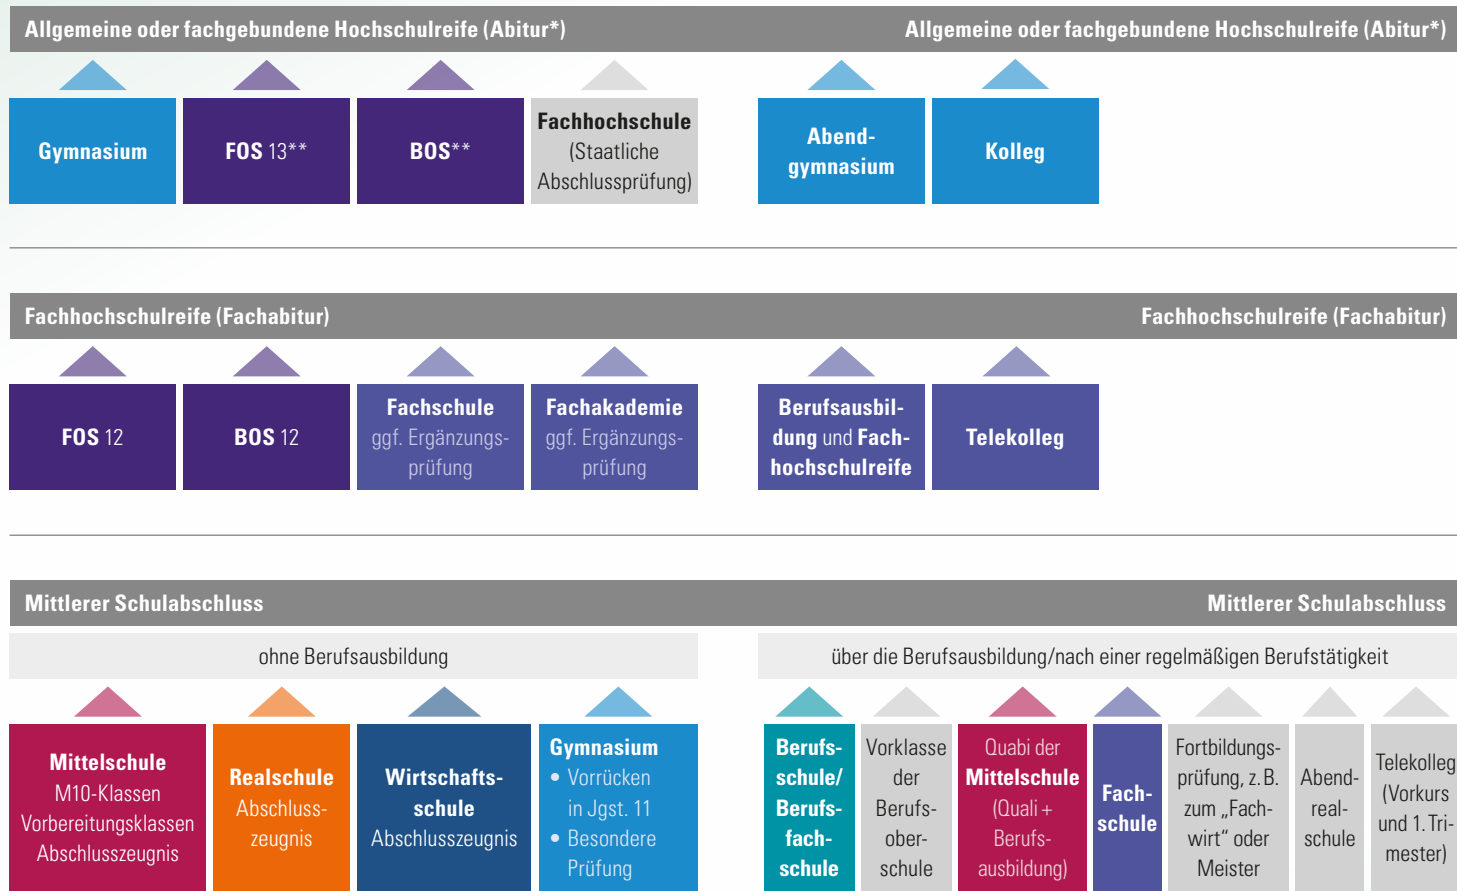 Allgemeine oder fachgebundene Hochschulreife (Abitur*)
Allgemeine oder fachgebundene Hochschulreife (Abitur*)
Gymnasium
FOS 13**
BOS**
Fachhochschule
(Staatliche
Abschlussprüfung)
Abend-
gymnasium
Kolleg
Fachhochschulreife (Fachabitur)
Fachhochschulreife (Fachabitur)
FOS 12
BOS 12
Fachschule
ggf. Ergänzungs-
prüfung
Fachakademie
ggf. Ergänzungs-
prüfung
Berufsausbil-
dung und Fach-
hochschulreife
Telekolleg
Mittlerer Schulabschluss
Mittlerer Schulabschluss
ohne Berufsausbildung
über die Berufsausbildung/nach einer regelmäßigen Berufstätigkeit
Mittelschule
M10-Klassen
Vorbereitungsklassen
Abschlusszeugnis
Realschule
Abschluss-
zeugnis
Wirtschafts-
schule
Abschlusszeugnis
Gymnasium
• Vorrücken
in Jgst. 11
• Besondere
Prüfung
Berufs-
schule/
Berufs-
fach-
schule
Vorklasse
der
Berufs-
ober-
schule
Quabi der
Mittelschule
(Quali +
Berufs-
ausbildung)
Fach-
schule
Fortbildungs-
prüfung, z. B.
zum „Fach-
wirt“ oder
Meister
Abend-
real-
schule
Telekolleg
(Vorkurs
und 1. Tri-
mester)